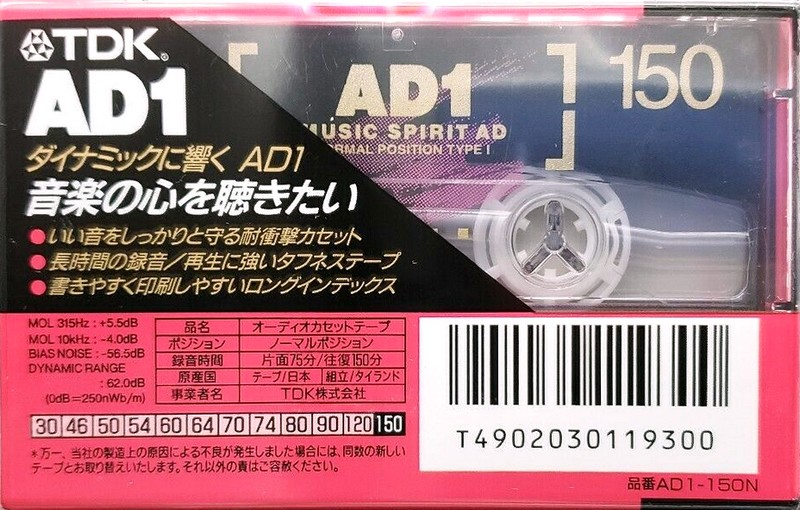 TDK®
AD1
ダイナミックに響く AD1
音楽の心を聴きたい
●いい音をしっかりと守る耐衝撃カセット
●長時間の録音/再生に強いタフネステープ
●書きやすく印刷しやすいロングインデックス
AD1
MUSIC SPIRIT AD
NORMAL POSITION TYPE I
150
MOL 315Hz : +5.5dB
MOL 10kHz : -4.0dB
BIAS NOISE : -56.5dB
DYNAMIC RANGE
: 62.0dB
(0dB=250nWb/m)
品名 オーディオカセットテープ
ポジション ノーマルポジション
録音時間 片面75分/往復150分
原産国 テープ/日本 組立/タイランド
事業者名 TDK株式会社
30 46 50 54 60 64 70 74 80 90 120 150
*万一、当社の製造上の原因による不良が発生しました場合には、同数の新しい
テープとお取り替えいたします。それ以外の責はご容赦ください。
T4902030119300
品番AD1-150N